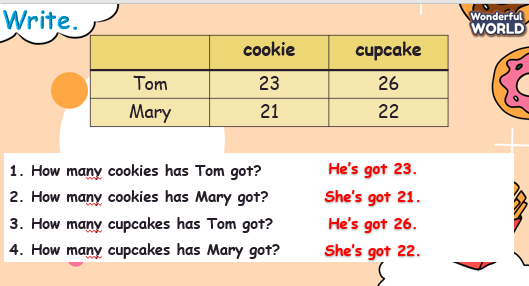 Write.
Wonderful
WORLD
cookie cupcake
Tom 23 26
Mary 21 22
1. How many cookies has Tom got? He's got 23.
2. How many cookies has Mary got? She's got 21.
3. How many cupcakes has Tom got? He's got 26.
4. How many cupcakes has Mary got? She's got 22.